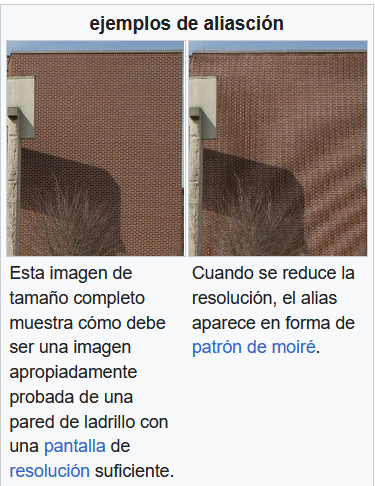 ejemplos de aliasción
Esta imagen de
tamaño completo
muestra cómo debe
ser una imagen
apropiadamente
probada de una
pared de ladrillo con
una pantalla de
resolución suficiente.
Cuando se reduce la
resolución, el alias
aparece en forma de
patrón de moiré.